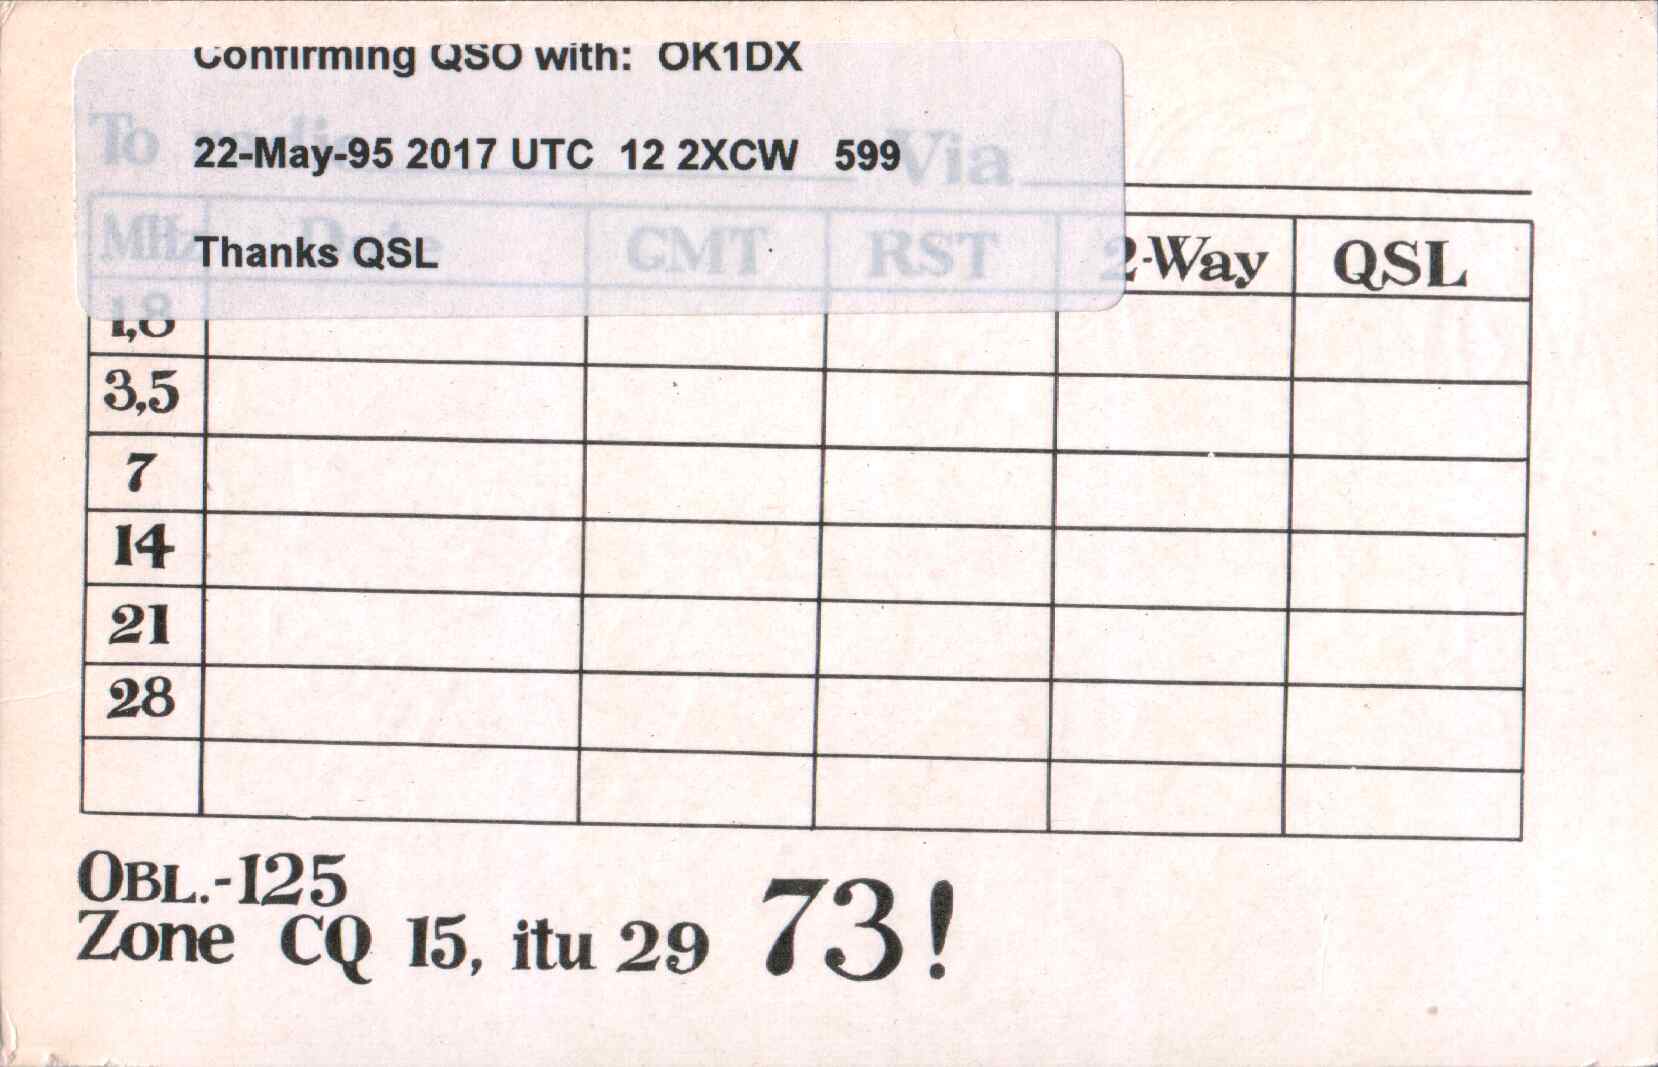 Confirming QSO with: OK1DX
To radio Via
22-May-95 2017 UTC 12 2XCW 599
MHz Date CMT RST 2-Way QSL
Thanks QSL
1,8
3,5
7
14
21
28
OBL.-125
Zone CQ 15, itu 29 73!